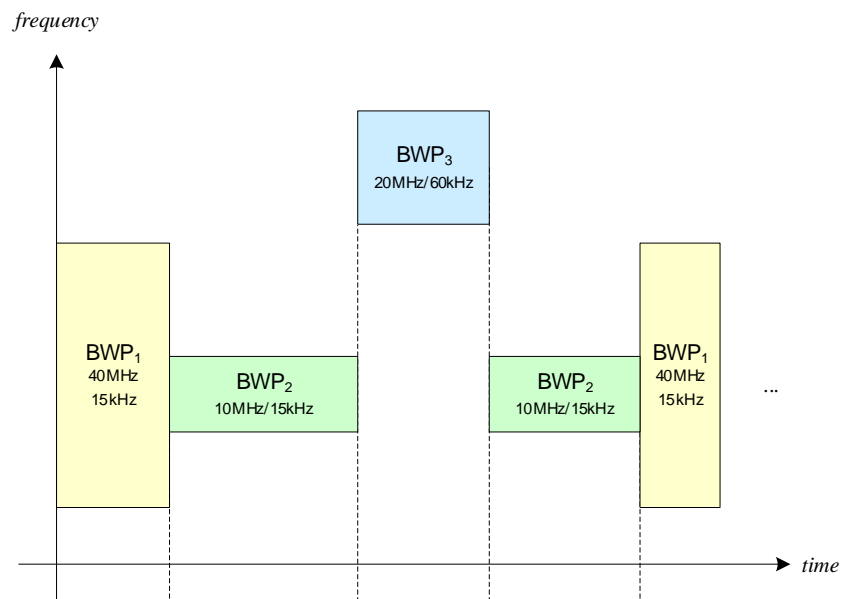 frequency
BWP₃
20MHz/60kHz
BWP₁
40MHz
15kHz
BWP₂
10MHz/15kHz
BWP₂
10MHz/15kHz
BWP₁
40MHz
15kHz
...
time